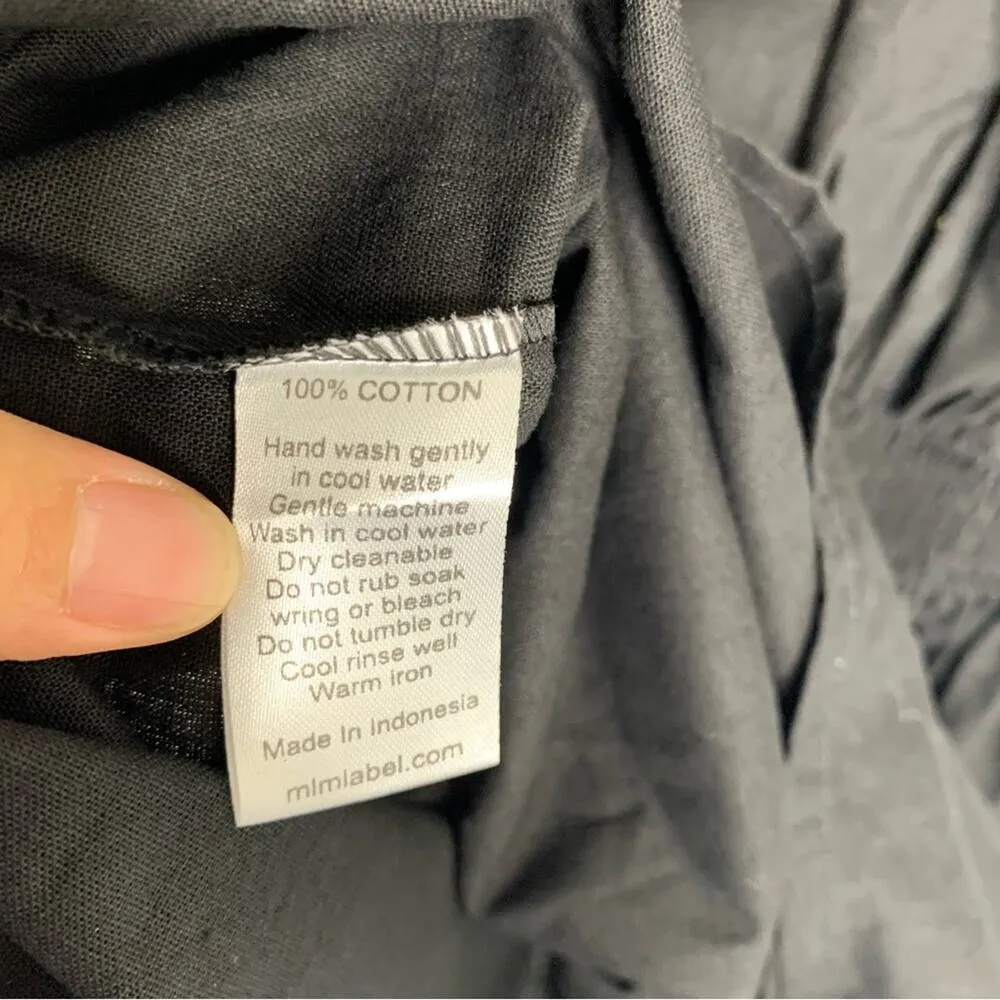 100% COTTON
Hand wash gently
in cool water
Gentle machine
Wash in cool water
Dry cleanable
Do not rub soak
wring or bleach
Do not tumble dry
Cool rinse well
Warm iron
Made In Indonesia
mlmlabel.com